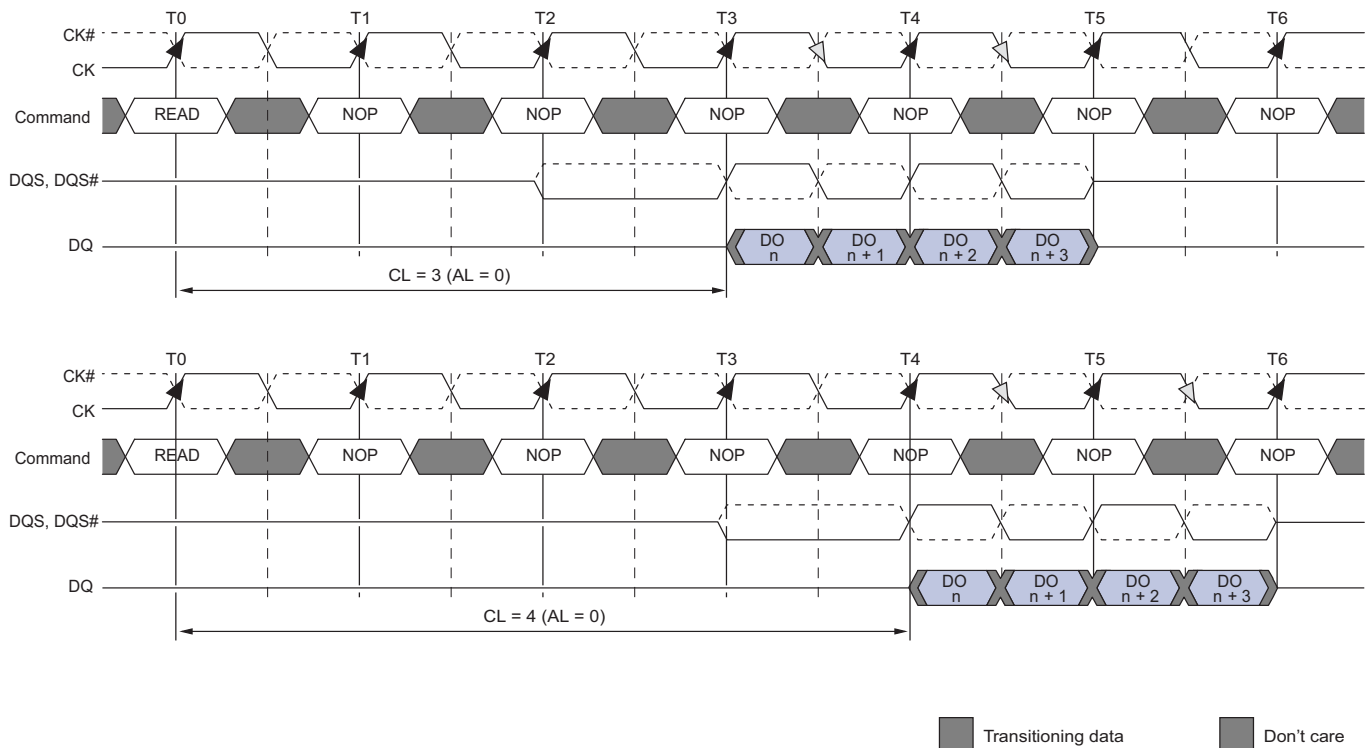 T0 T1 T2 T3 T4 T5 T6
CK#
CK
Command READ NOP NOP NOP NOP NOP NOP
DQS, DQS#
DQ DO n DO n + 1 DO n + 2 DO n + 3
CL = 3 (AL = 0)
T0 T1 T2 T3 T4 T5 T6
CK#
CK
Command READ NOP NOP NOP NOP NOP NOP
DQS, DQS#
DQ DO n DO n + 1 DO n + 2 DO n + 3
CL = 4 (AL = 0)
Transitioning data Don't care